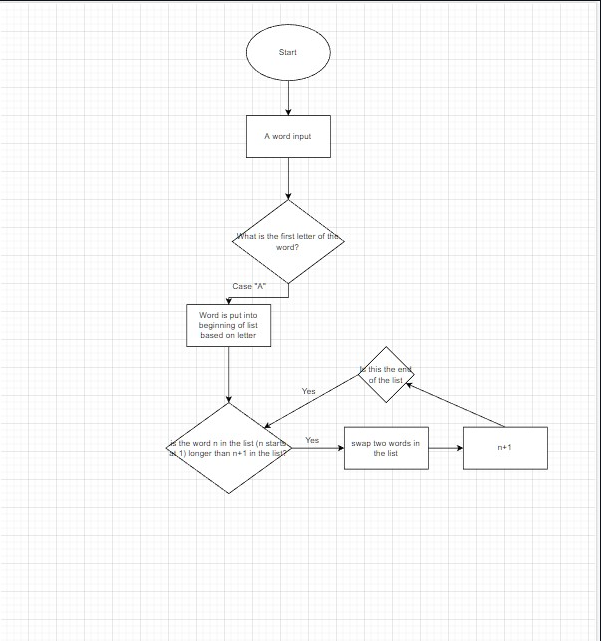 Start
A word input
What is the first letter of the
word?
Case "A"
Word is put into
beginning of list
based on letter
Is this the end
of the list
Yes
is the word n in the list (n starts
at 1) longer than n+1 in the list?
Yes
swap two words in
the list
n+1